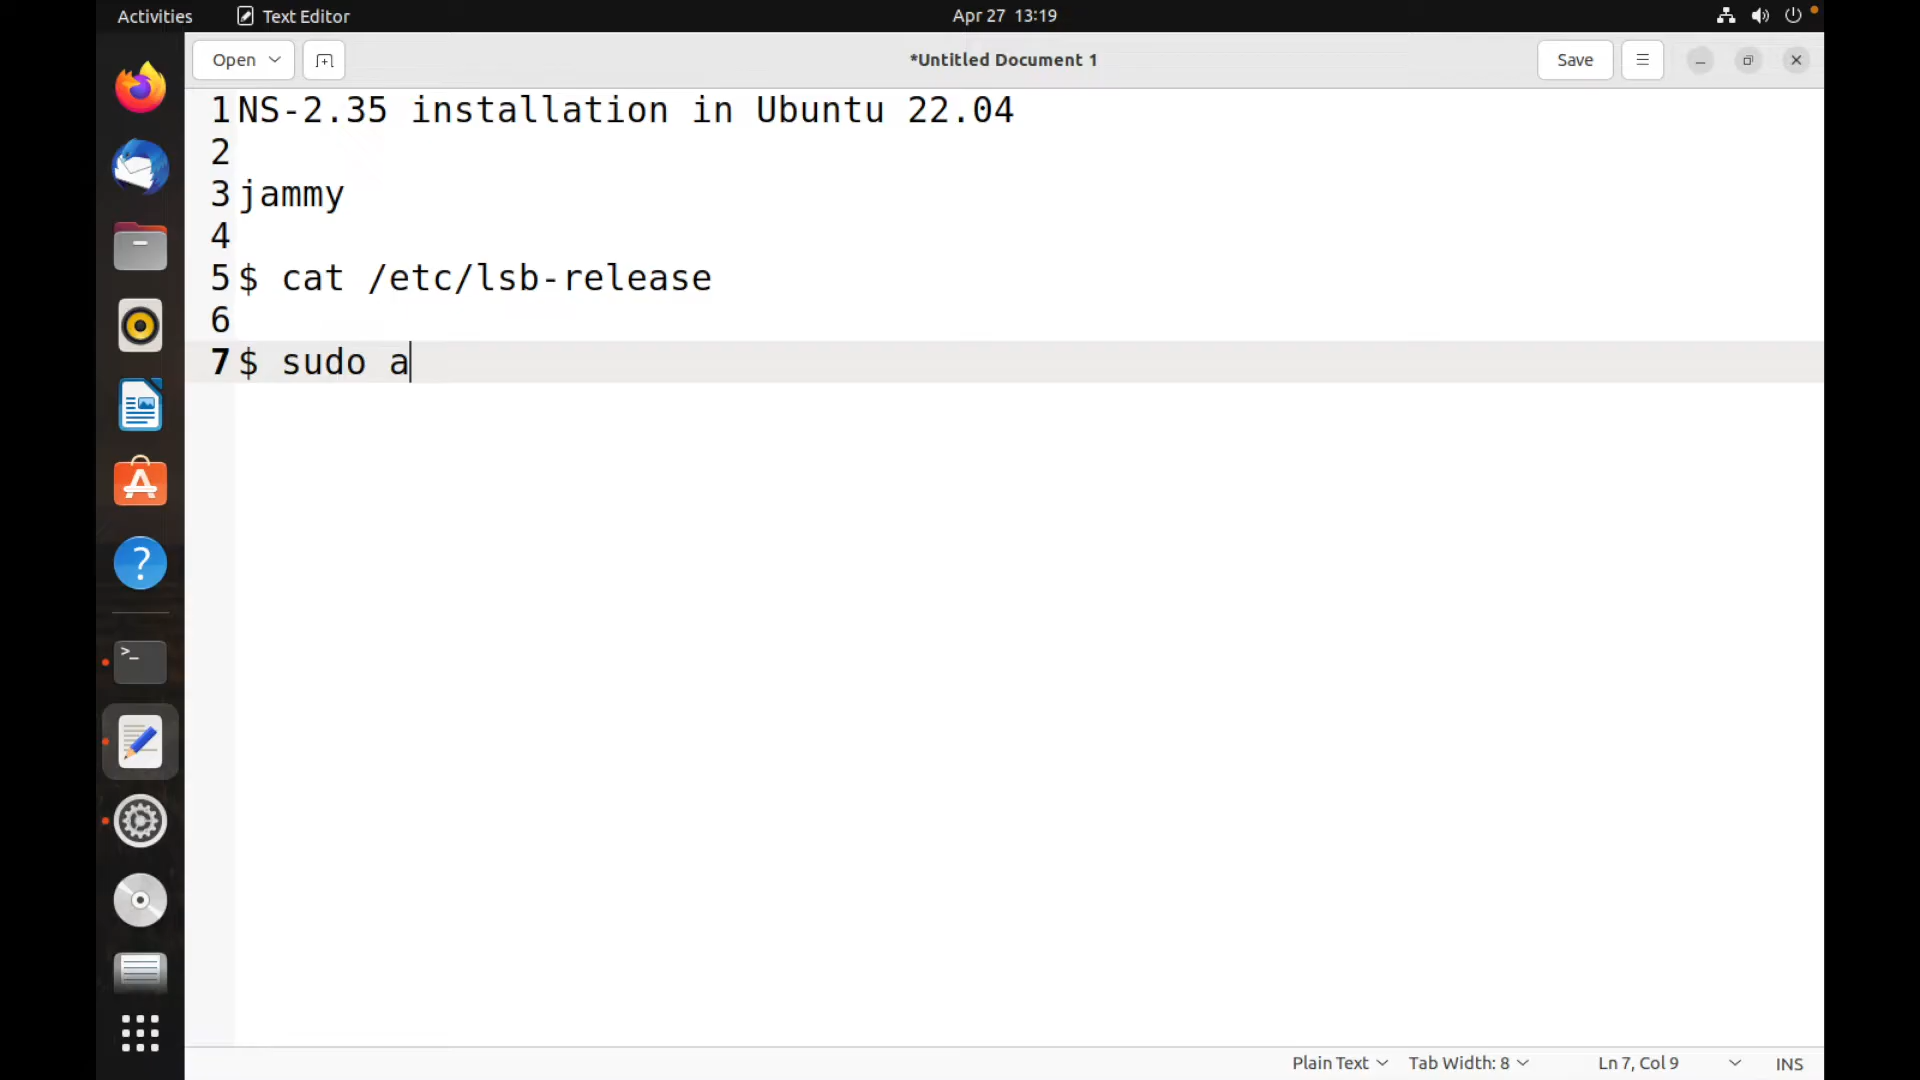 Activities
Text Editor
Apr 27 13:19
Open
*Untitled Document 1
Save
1 NS-2.35 installation in Ubuntu 22.04
2
3 jammy
4
5 $ cat /etc/lsb-release
6
7 $ sudo a
Plain Text
Tab Width: 8
Ln 7, Col 9
INS